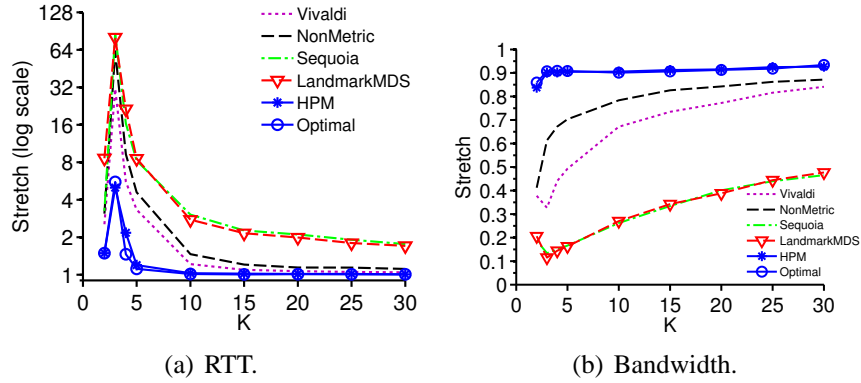 128
64
32
16
8
4
2
1
Stretch (log scale)
0 5 10 15 20 25 30
K
Vivaldi
NonMetric
Sequoia
LandmarkMDS
HPM
Optimal
(a) RTT.
1
0.9
0.8
0.7
0.6
0.5
0.4
0.3
0.2
0.1
0
Stretch
0 5 10 15 20 25 30
K
Vivaldi
NonMetric
Sequoia
LandmarkMDS
HPM
Optimal
(b) Bandwidth.